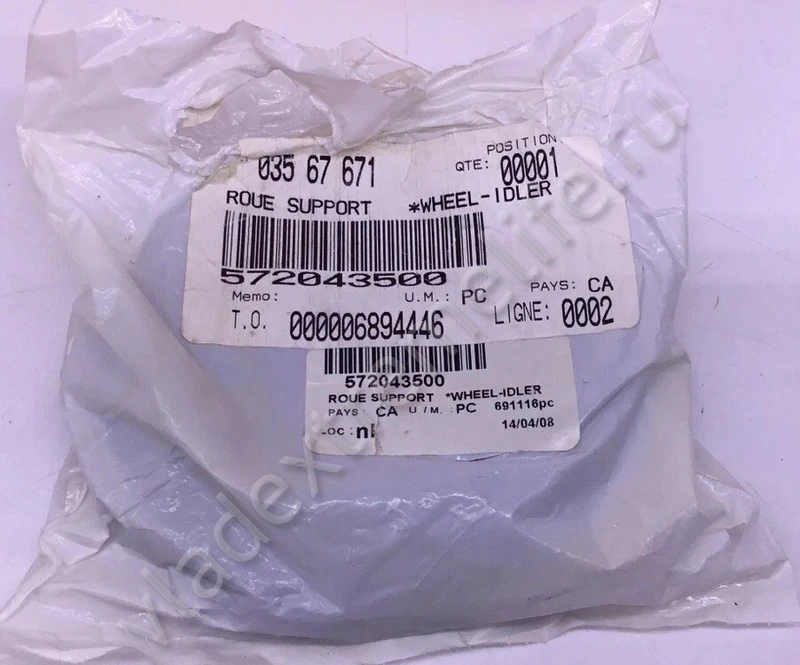 POSITION
035 67 671 QTE: 00001
ROUE SUPPORT *WHEEL-IDLER
572043500
Memo: U.M.: PC PAYS: CA
T.O. 000006894446 LIGNE: 0002
572043500
ROUE SUPPORT *WHEEL-IDLER
PAYS: CA U/M: PC 691116pc
LOC: 14/04/08